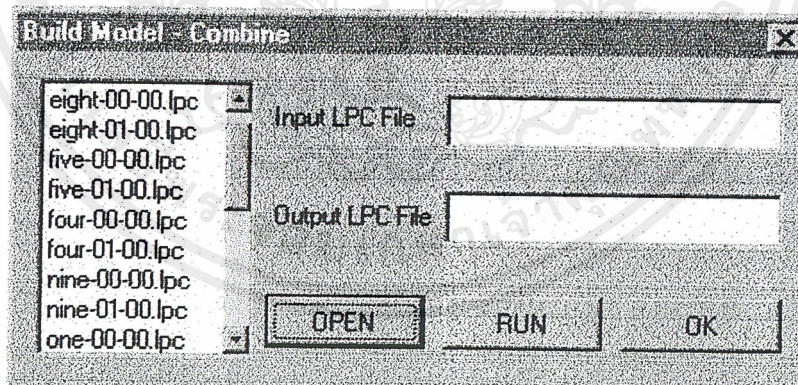 Build Model - Combine
eight-00-00.lpc
eight-01-00.lpc
five-00-00.lpc
five-01-00.lpc
four-00-00.lpc
four-01-00.lpc
nine-00-00.lpc
nine-01-00.lpc
one-00-00.lpc
Input LPC File
Output LPC File
OPEN
RUN
OK